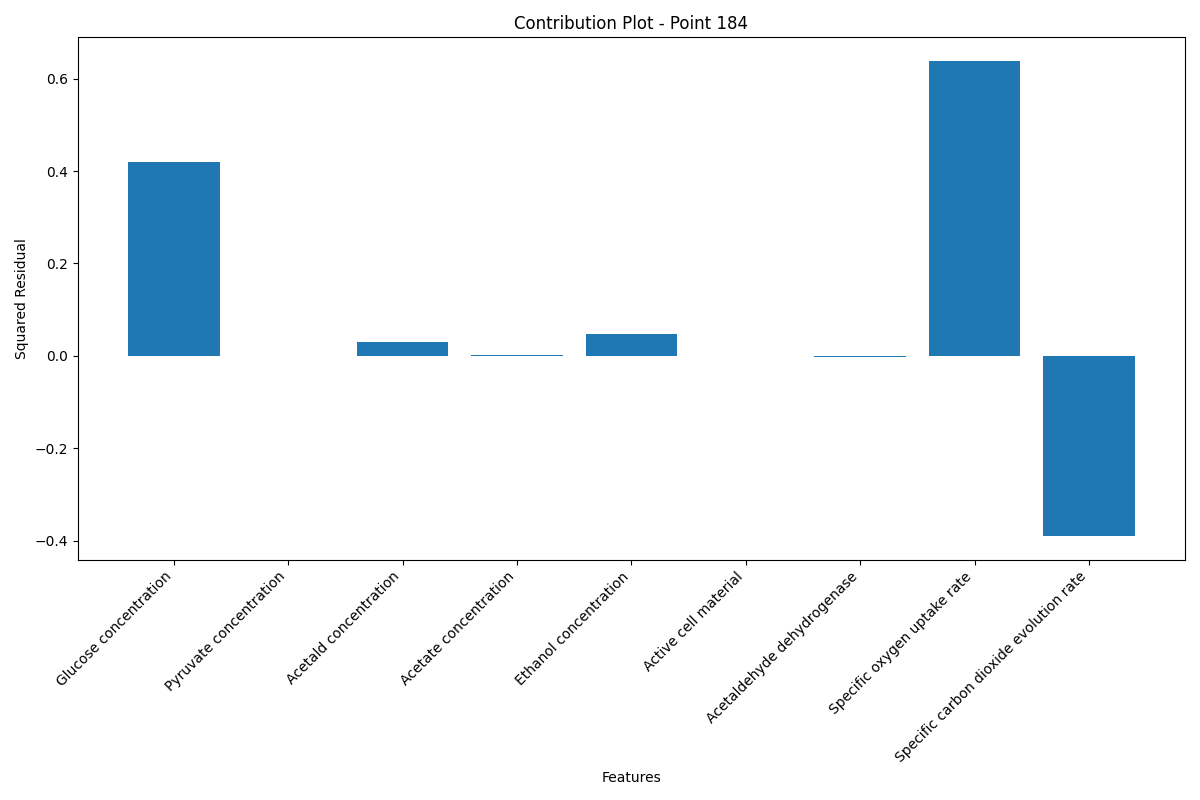 Contribution Plot - Point 184
Squared Residual
0.6
0.4
0.2
0.0
−0.2
−0.4
Glucose concentration
Pyruvate concentration
Acetald concentration
Acetate concentration
Ethanol concentration
Active cell material
Acetaldehyde dehydrogenase
Specific oxygen uptake rate
Specific carbon dioxide evolution rate
Features